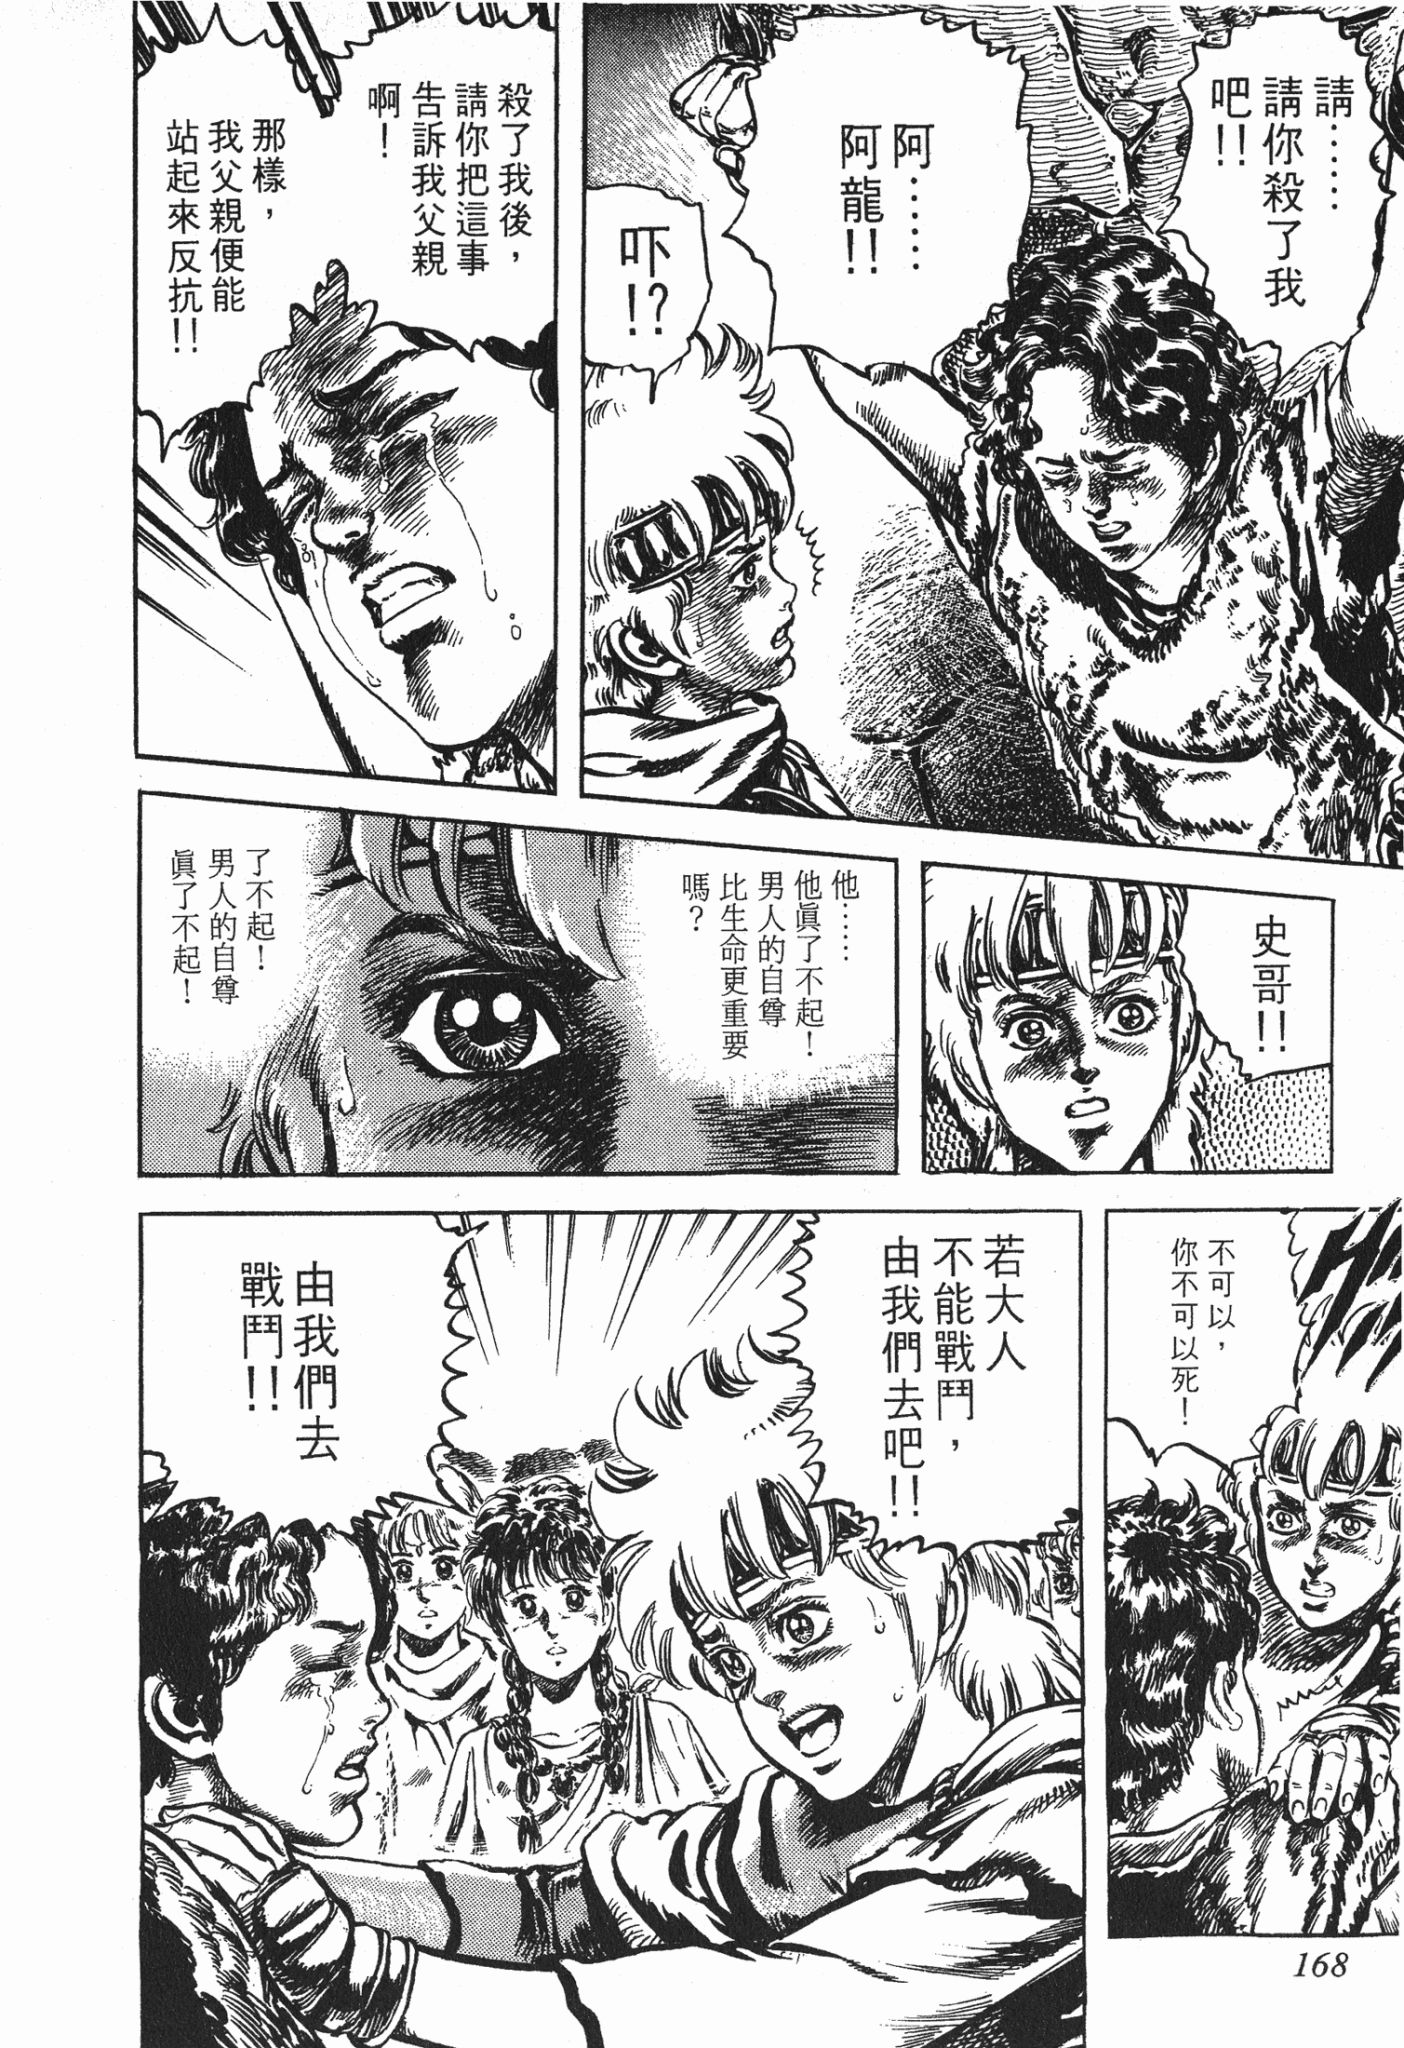 請……
請你殺了我
吧!!
阿……
阿龍!!
吓!?
殺了我後，
請你把這事
告訴我父親
啊!
那樣，
我父親便能
站起來反抗!!
史哥!!
他……
他眞了不起!
男人的自尊
比生命更重要
嗎?
了不起!
男人的自尊
眞了不起!
不可以，
你不可以死!
若大人
不能戰鬥，
由我們去吧!!
由我們去
戰鬥!!
168